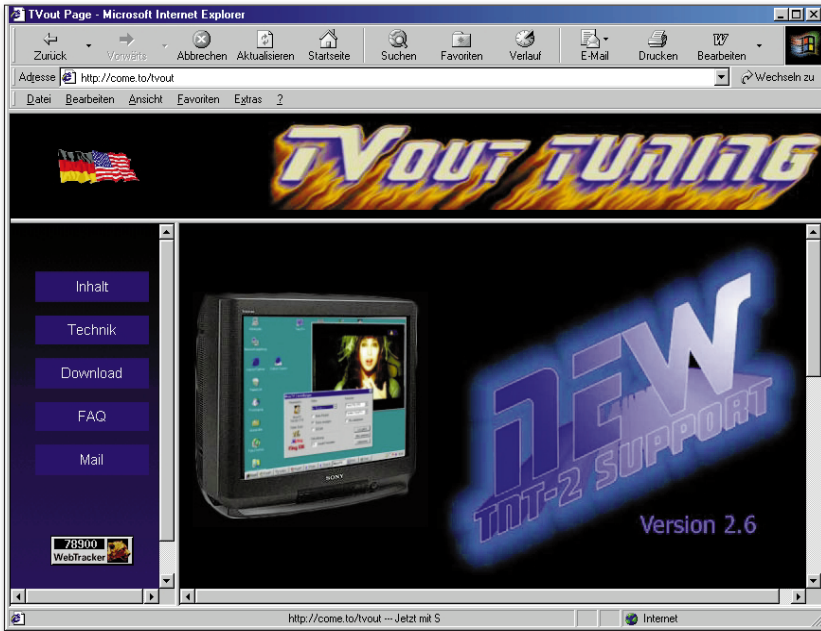 TVout Page - Microsoft Internet Explorer
Zurück
Vorwärts
Abbrechen
Aktualisieren
Startseite
Suchen
Favoriten
Verlauf
E-Mail
Drucken
Bearbeiten
Adresse
http://come.to/tvout
Wechseln zu
Datei Bearbeiten Ansicht Favoriten Extras ?
TVOUT TUNING
Inhalt
Technik
Download
FAQ
Mail
78900
WebTracker
SONY
NEW
TNT-2 SUPPORT
Version 2.6
http://come.to/tvout --- Jetzt mit S
Internet